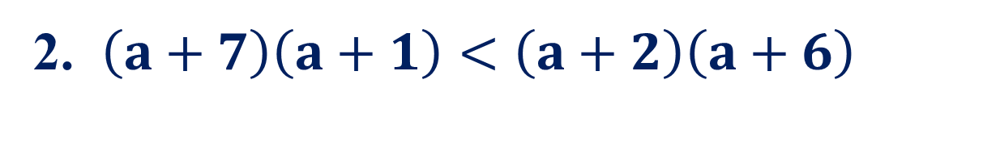 2. (a + 7)(a + 1) < (a + 2)(a + 6)